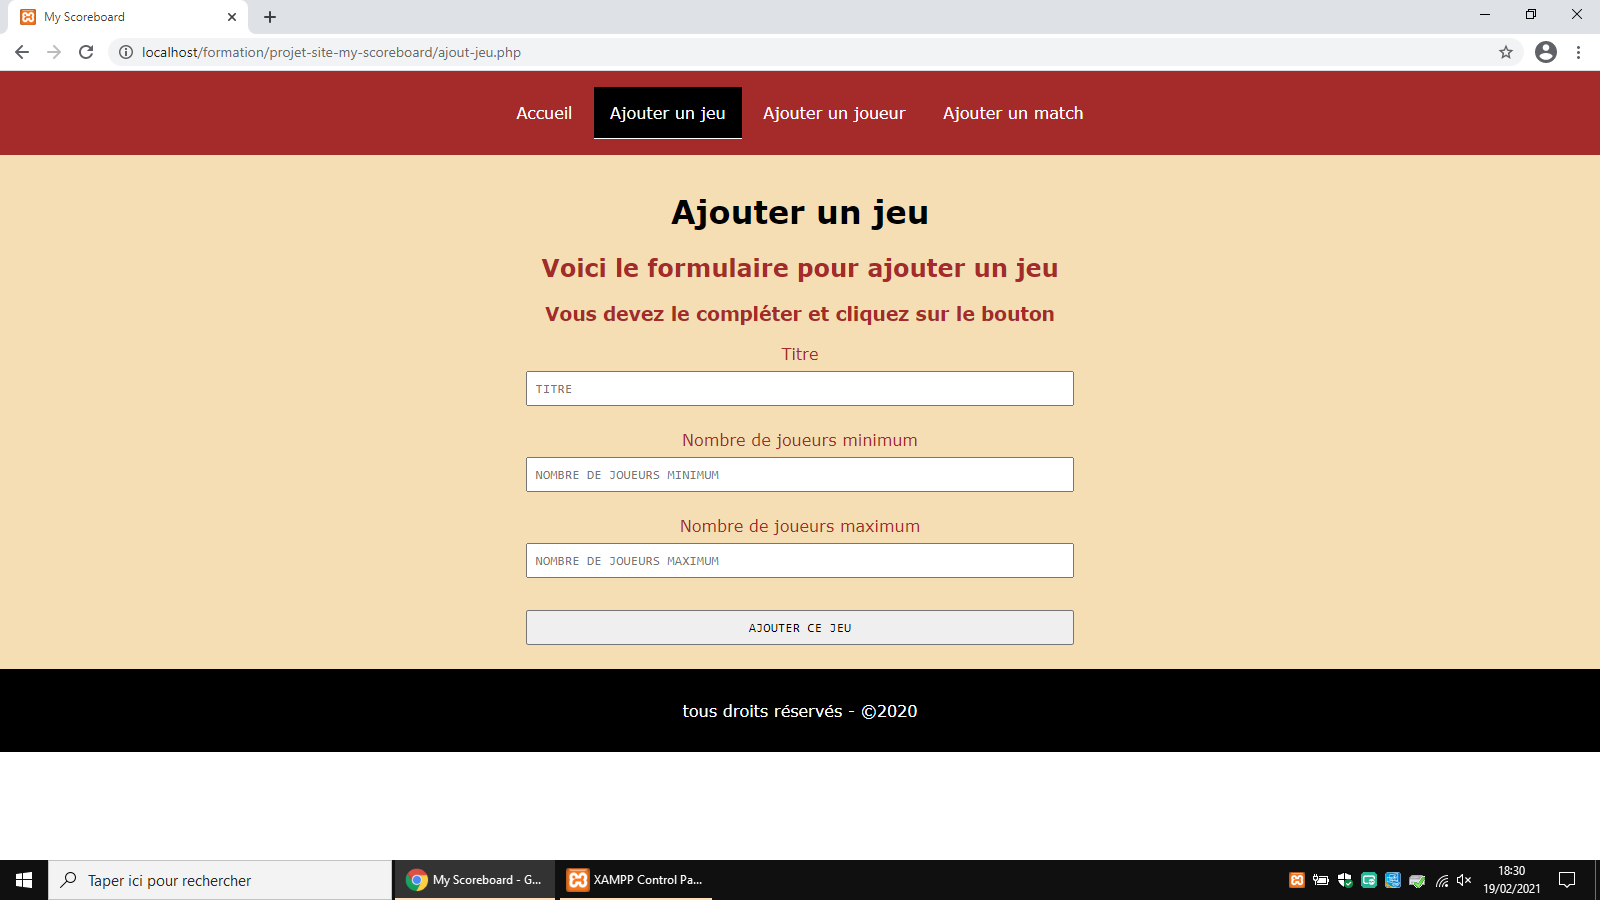 My Scoreboard
localhost/formation/projet-site-my-scoreboard/ajout-jeu.php
Accueil Ajouter un jeu Ajouter un joueur Ajouter un match
Ajouter un jeu
Voici le formulaire pour ajouter un jeu
Vous devez le compléter et cliquez sur le bouton
Titre
TITRE
Nombre de joueurs minimum
NOMBRE DE JOUEURS MINIMUM
Nombre de joueurs maximum
NOMBRE DE JOUEURS MAXIMUM
AJOUTER CE JEU
tous droits réservés - ©2020
Taper ici pour rechercher
My Scoreboard - G...
XAMPP Control Pa...
18:30
19/02/2021